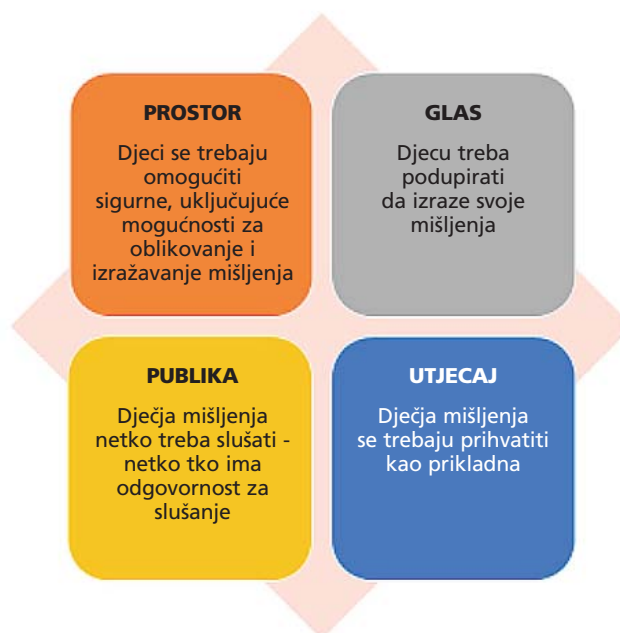 PROSTOR
Djeci se trebaju
omogućiti
sigurne, uključujuće
mogućnosti za
oblikovanje i
izražavanje mišljenja
GLAS
Djecu treba
podupirati
da izraze svoje
mišljenja
PUBLIKA
Dječja mišljenja
netko treba slušati -
netko tko ima
odgovornost za
slušanje
UTJECAJ
Dječja mišljenja
se trebaju prihvatiti
kao prikladna